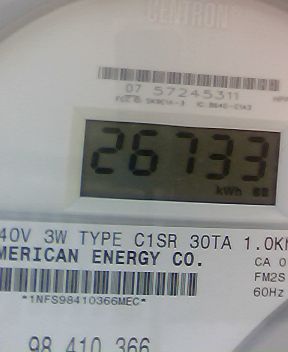 CENTRON®
07 57245311
26733
kWh
40V 3W TYPE C1SR 30TA 1.0K
MERICAN ENERGY CO.
CA 0
FM2S
60Hz
*1NFS98410366MEC*
98 410 366